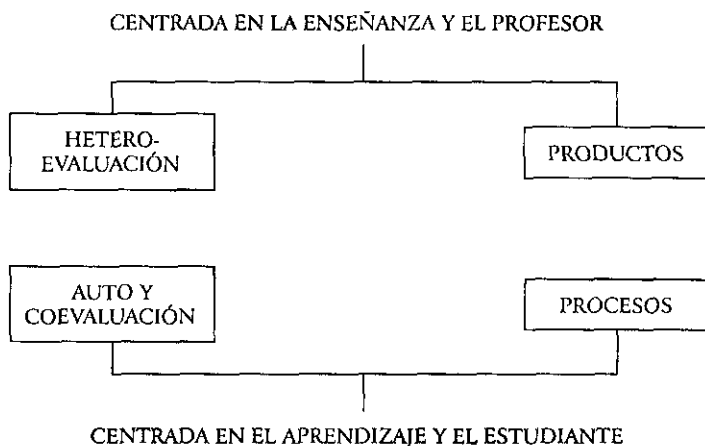 CENTRADA EN LA ENSEÑANZA Y EL PROFESOR
HETERO-
EVALUACIÓN
PRODUCTOS
AUTO Y
COEVALUACIÓN
PROCESOS
CENTRADA EN EL APRENDIZAJE Y EL ESTUDIANTE